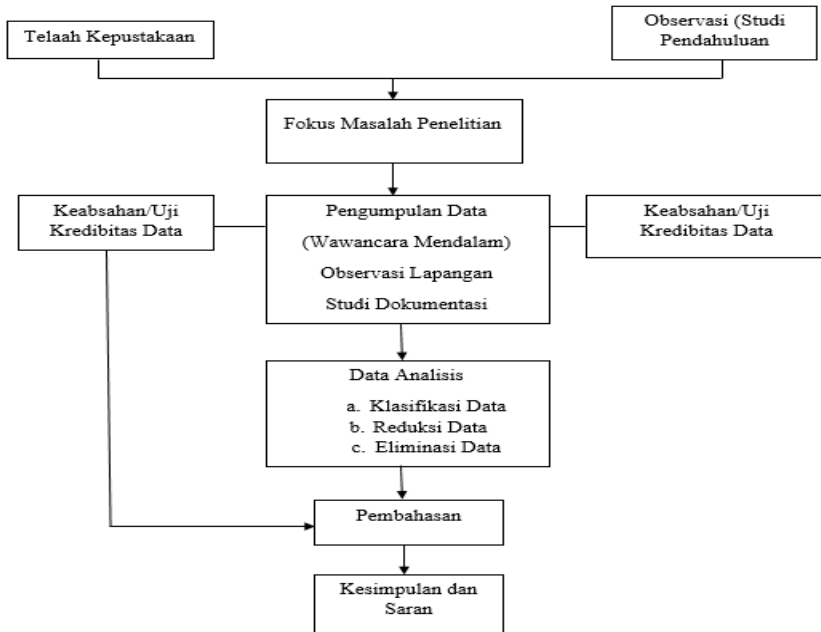 Telaah Kepustakaan
Observasi (Studi
Pendahuluan
Fokus Masalah Penelitian
Keabsahan/Uji
Kredibitas Data
Pengumpulan Data
(Wawancara Mendalam)
Observasi Lapangan
Studi Dokumentasi
Keabsahan/Uji
Kredibitas Data
Data Analisis
a. Klasifikasi Data
b. Reduksi Data
c. Eliminasi Data
Pembahasan
Kesimpulan dan
Saran